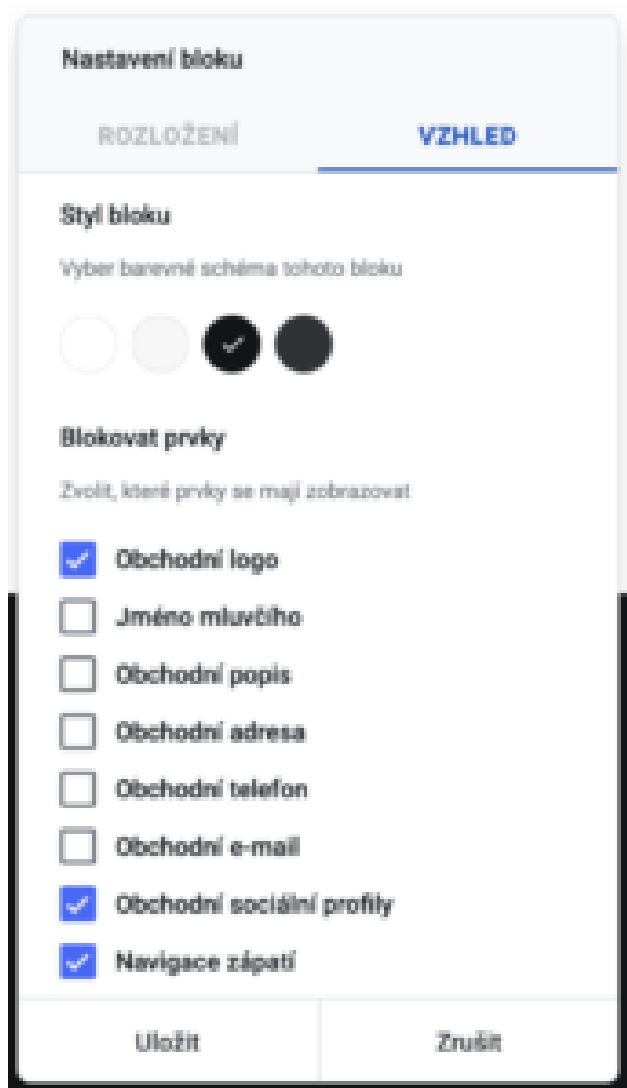 Nastavení bloku
ROZLOŽENÍ VZHLED
Styl bloku
Vyber barevné schéma tohoto bloku
Blokovat prvky
Zvolit, které prvky se mají zobrazovat
Obchodní logo
Jméno mluvčího
Obchodní popis
Obchodní adresa
Obchodní telefon
Obchodní e-mail
Obchodní sociální profily
Navigace zápatí
Uložit Zrušit